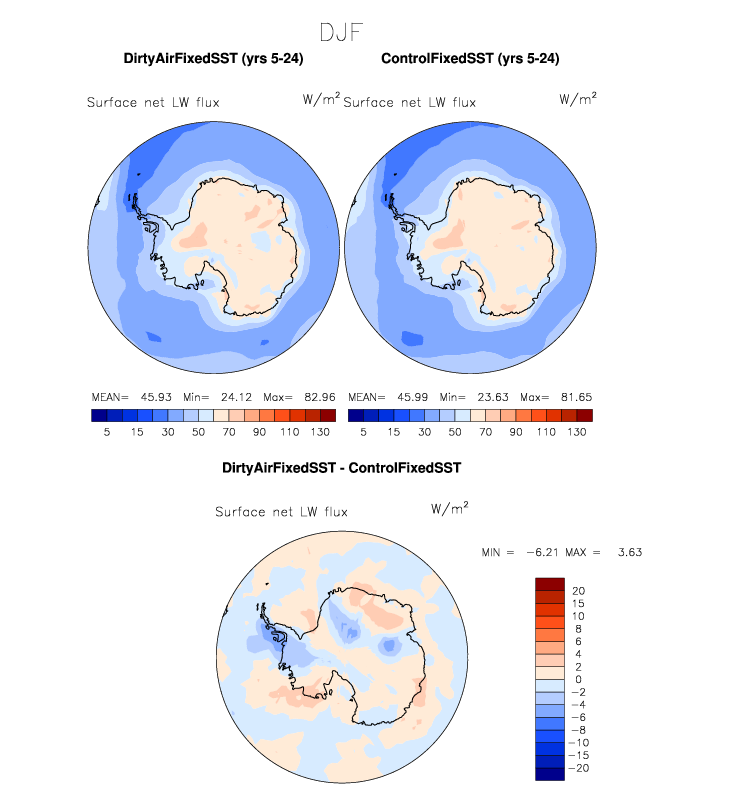 DJF
DirtyAirFixedSST (yrs 5-24) ControlFixedSST (yrs 5-24)
Surface net LW flux W/m² Surface net LW flux W/m²
MEAN= 45.93 Min= 24.12 Max= 82.96 MEAN= 45.99 Min= 23.63 Max= 81.65
5 15 30 50 70 90 110 130 5 15 30 50 70 90 110 130
DirtyAirFixedSST - ControlFixedSST
Surface net LW flux W/m²
MIN = −6.21 MAX = 3.63
20
15
10
8
6
4
2
0
−2
−4
−6
−8
−10
−15
−20